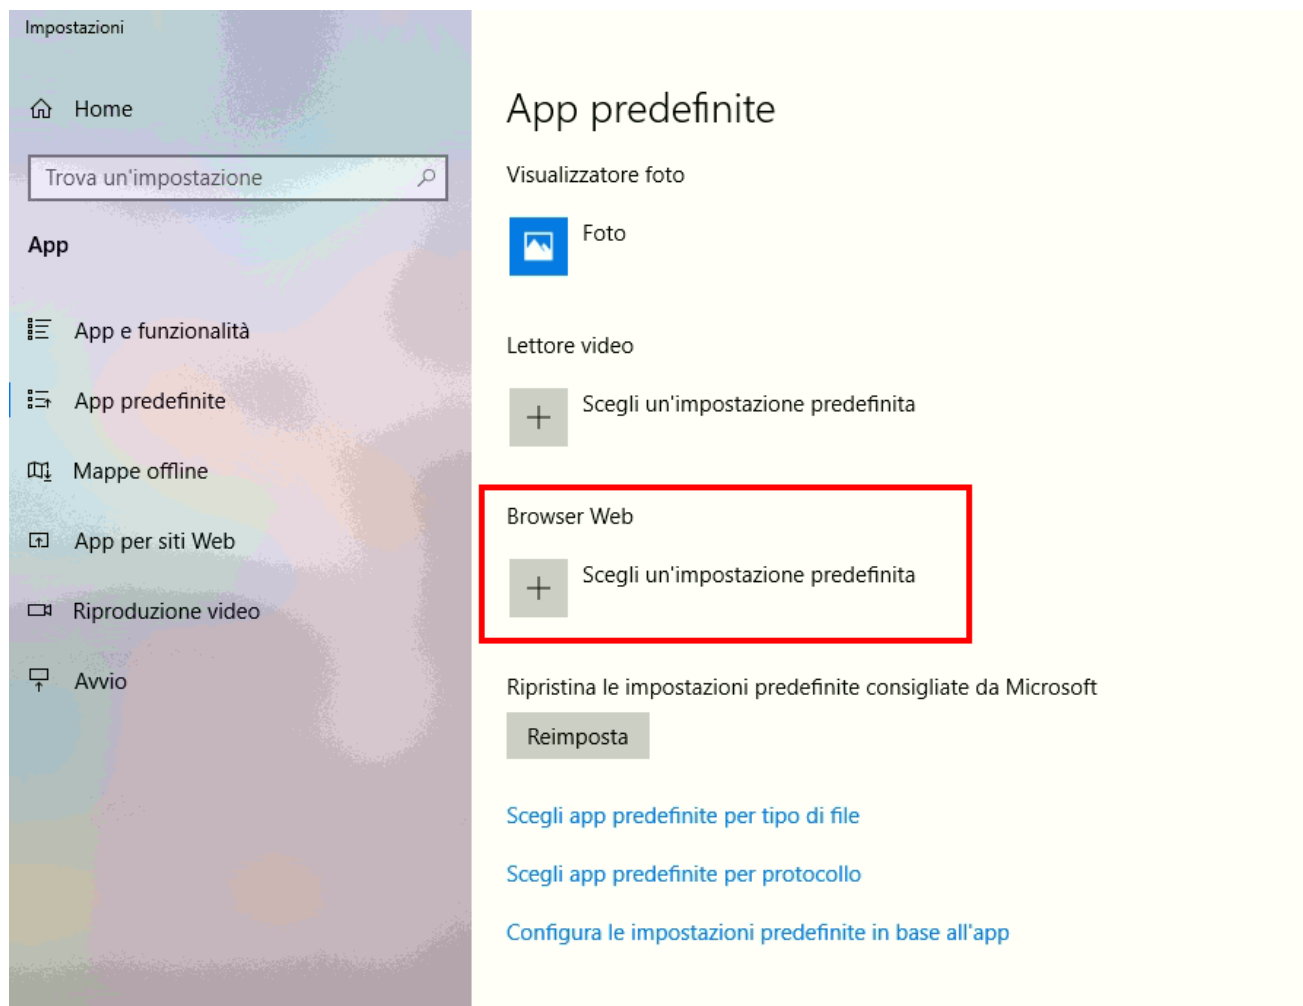 Impostazioni
Home
Trova un'impostazione
App
App e funzionalità
App predefinite
Mappe offline
App per siti Web
Riproduzione video
Avvio
App predefinite
Visualizzatore foto
Foto
Lettore video
Scegli un'impostazione predefinita
Browser Web
Scegli un'impostazione predefinita
Ripristina le impostazioni predefinite consigliate da Microsoft
Reimposta
Scegli app predefinite per tipo di file
Scegli app predefinite per protocollo
Configura le impostazioni predefinite in base all'app